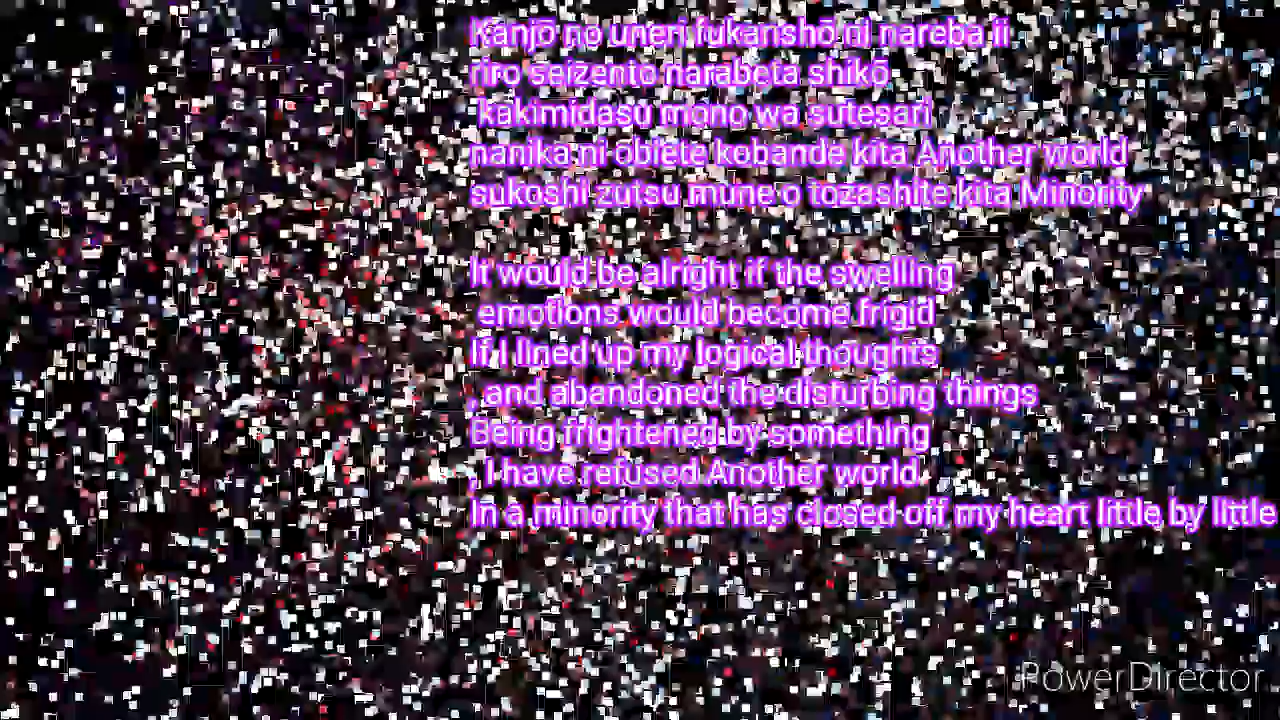 Kanjō no uneri fukanshō ni nareba ii
riro seizento narabeta shikō
kakimidasu mono wa sutesari
nanika ni obiete kobande kita Another world
sukoshi zutsu mune o tozashite kita Minority
It would be alright if the swelling
emotions would become frigid
If I lined up my logical thoughts
, and abandoned the disturbing things
Being frightened by something
, I have refused Another world
In a minority that has closed off my heart little by little
PowerDirector